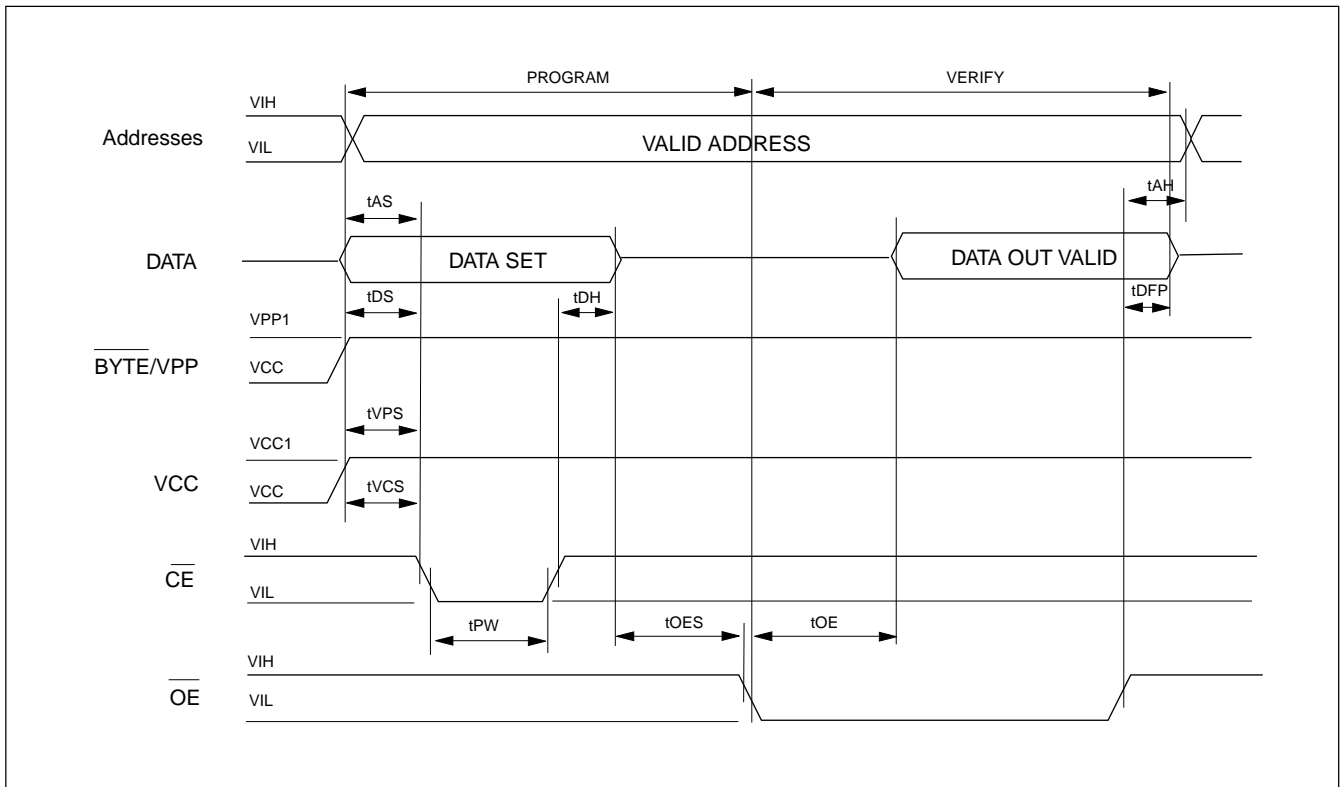 PROGRAM VERIFY
VIH
Addresses
VIL
VALID ADDRESS
tAS
tAH
DATA
DATA SET
DATA OUT VALID
tDS
tDH
tDFP
VPP1
BYTE/VPP
VCC
tVPS
VCC1
VCC
VCC
tVCS
VIH
CE
VIL
tPW
tOES
tOE
VIH
OE
VIL